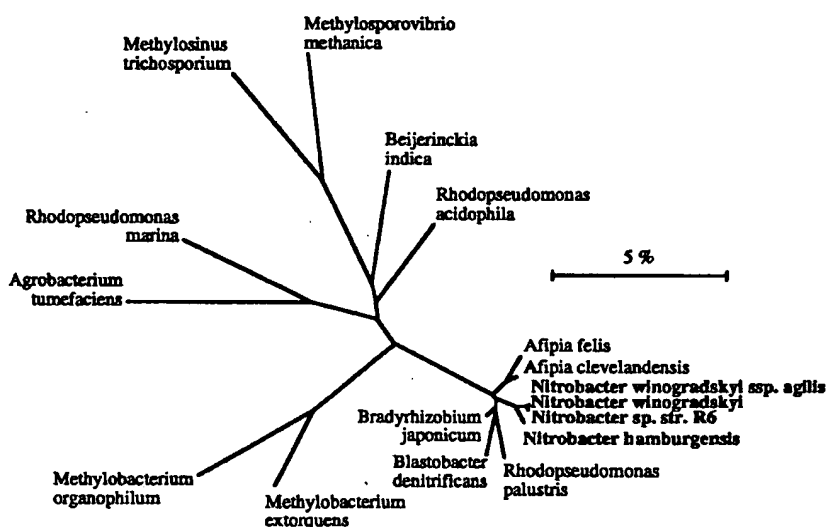 Methylosporovibrio
methanica
Methylosinus
trichosporium
Beijerinckia
indica
Rhodopseudomonas
acidophila
Rhodopseudomonas
marina
5 %
Agrobacterium
tumefaciens
Afipia felis
Afipia clevelandensis
Nitrobacter winogradskyi ssp. agilis
Nitrobacter winogradskyi
Nitrobacter sp. str. R6
Nitrobacter hamburgensis
Bradyrhizobium
japonicum
Blastobacter
denitrificans
Rhodopseudomonas
palustris
Methylobacterium
organophilum
Methylobacterium
extorquens